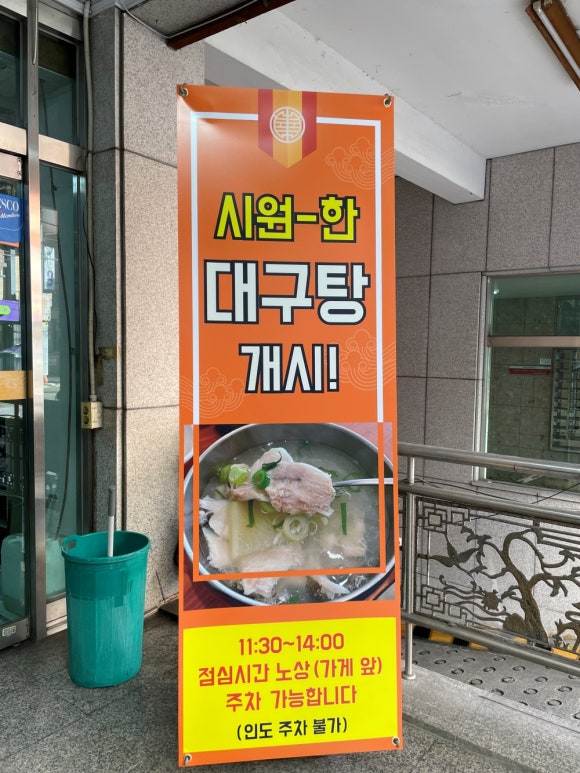 시원-한
대구탕
개시!
11:30~14:00
점심시간 노상(가게 앞)
주차 가능합니다
(인도 주차 불가)